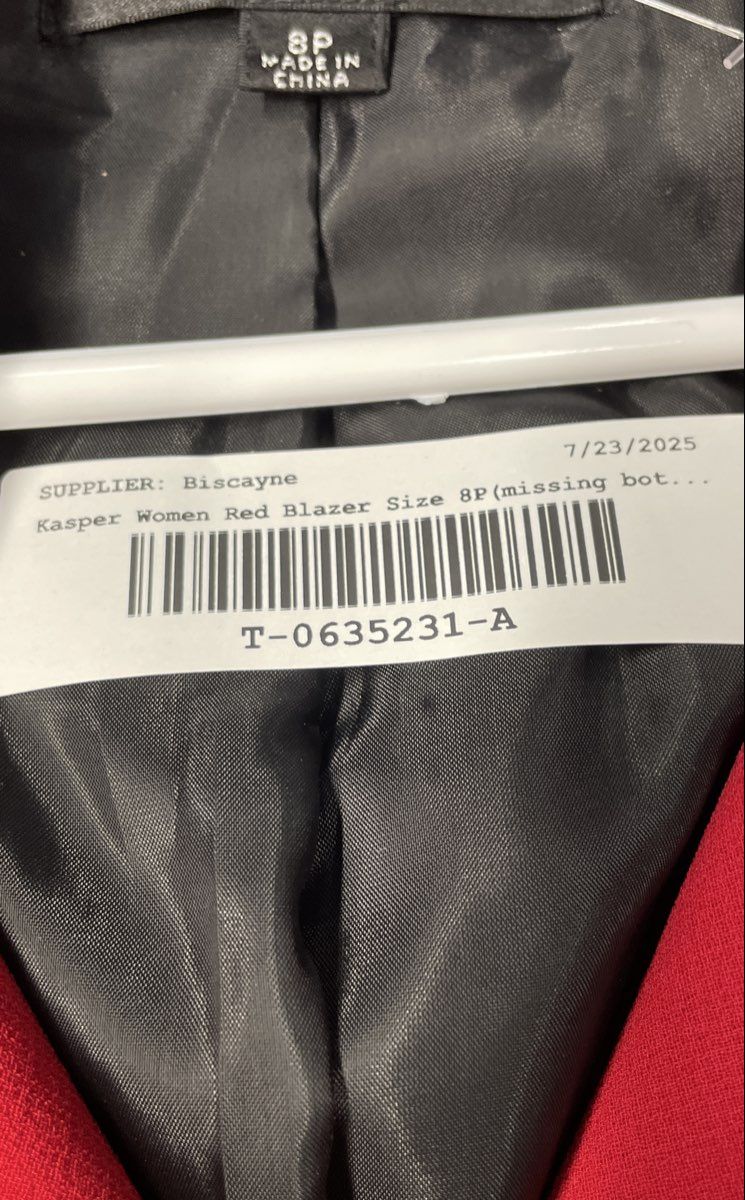 8P
MADE IN
CHINA
7/23/2025
SUPPLIER: Biscayne
Kasper Women Red Blazer Size 8P(missing bot...
T-0635231-A